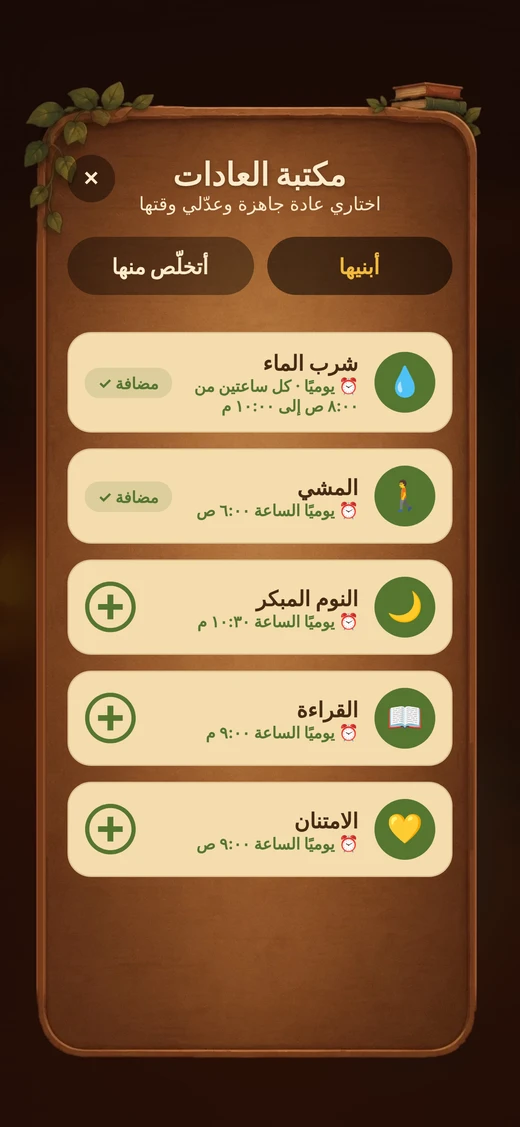 مكتبة العادات
اختاري عادة جاهزة وعدّلي وقتها
أبنيها
أتخلّص منها
شرب الماء
يوميًا · كل ساعتين من
٨:٠٠ ص إلى ١٠:٠٠ م
مضافة ✓
المشي
يوميًا الساعة ٦:٠٠ ص
مضافة ✓
النوم المبكر
يوميًا الساعة ١٠:٣٠ م
القراءة
يوميًا الساعة ٩:٠٠ م
الامتنان
يوميًا الساعة ٩:٠٠ ص